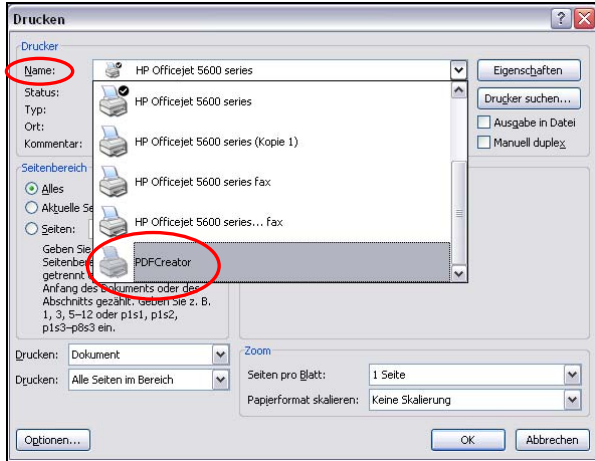 Drucken
Drucker
Name: HP Officejet 5600 series Eigenschaften
Status: HP Officejet 5600 series Drucker suchen...
Typ:
Ort: Ausgabe in Datei
Kommentar: HP Officejet 5600 series (Kopie 1) Manuell duplex
Seitenbereich HP Officejet 5600 series fax
Alles
Aktuelle Se
Seiten: HP Officejet 5600 series... fax
Geben Sie
Seitenbe PDFCreator
getrennt
Anfang des Dokuments oder des
Abschnitts gezählt. Geben Sie z. B.
1, 3, 5–12 oder p1s1, p1s2,
p1s3–p8s3 ein.
Drucken: Dokument Zoom
Drucken: Alle Seiten im Bereich Seiten pro Blatt: 1 Seite
Papierformat skalieren: Keine Skalierung
Optionen... OK Abbrechen